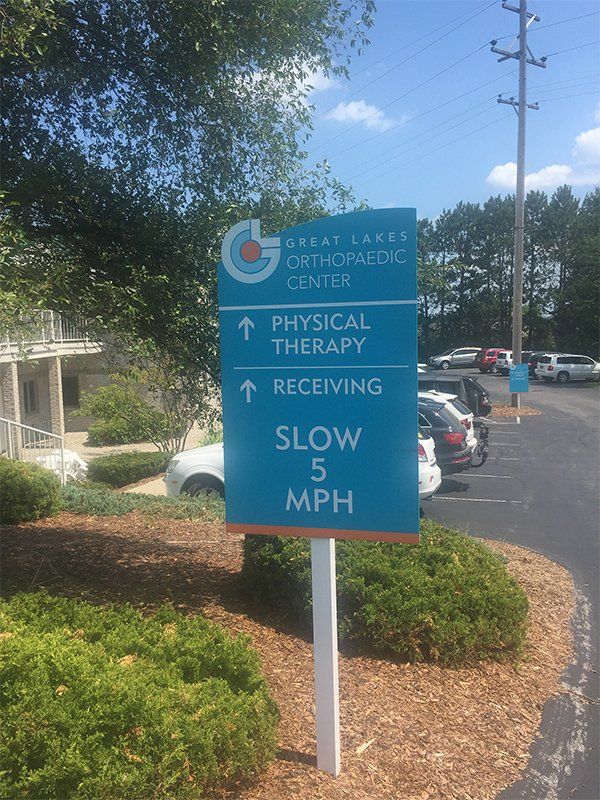 GREAT LAKES
ORTHOPAEDIC
CENTER
↑ PHYSICAL
THERAPY
↑ RECEIVING
SLOW
5
MPH